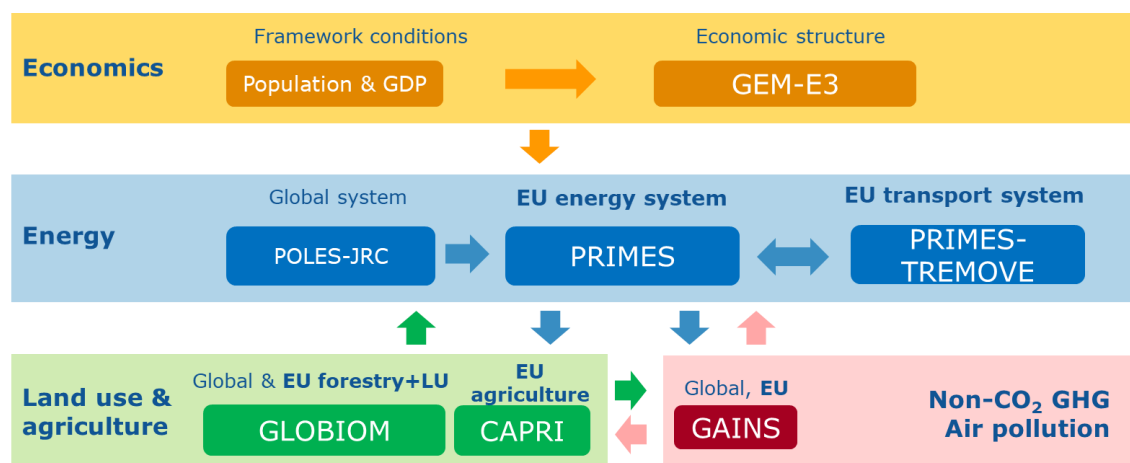 Framework conditions
Economic structure
Economics
Population & GDP
GEM-E3
Global system
EU energy system
EU transport system
Energy
POLES-JRC
PRIMES
PRIMES-
TREMOVE
Land use &
agriculture
Global & EU forestry+LU
EU
agriculture
GLOBIOM
CAPRI
Global, EU
GAINS
Non-CO₂ GHG
Air pollution